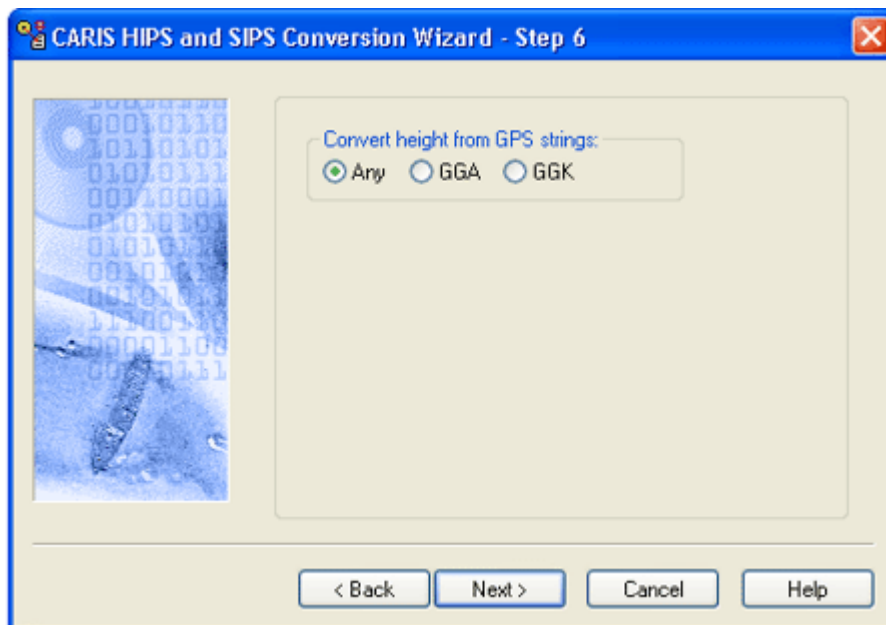 CARIS HIPS and SIPS Conversion Wizard - Step 6
Convert height from GPS strings:
Any GGA GGK
< Back Next > Cancel Help